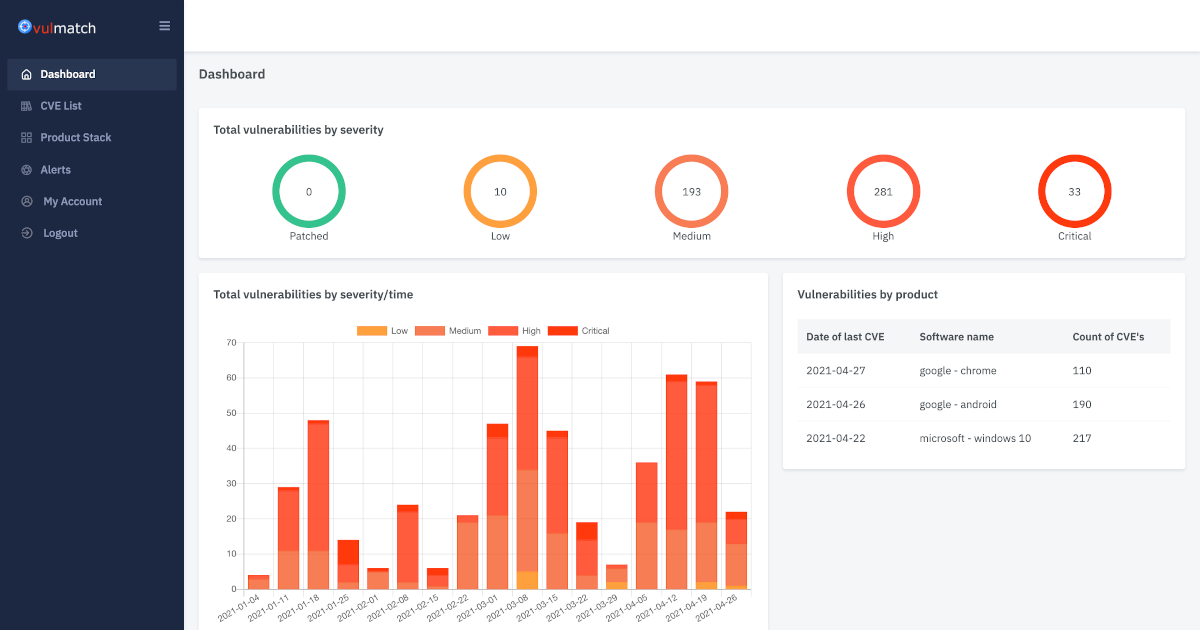 vulmatch
Dashboard
CVE List
Product Stack
Alerts
My Account
Logout
Dashboard
Total vulnerabilities by severity
0 10 193 281 33
Patched Low Medium High Critical
Total vulnerabilities by severity/time
Low Medium High Critical
70
60
50
40
30
20
10
0
2021-01-04 2021-01-11 2021-01-18 2021-01-25 2021-02-01 2021-02-08 2021-02-15 2021-02-22 2021-03-01 2021-03-08 2021-03-15 2021-03-22 2021-03-29 2021-04-05 2021-04-12 2021-04-19 2021-04-26
Vulnerabilities by product
Date of last CVE Software name Count of CVE's
2021-04-27 google - chrome 110
2021-04-26 google - android 190
2021-04-22 microsoft - windows 10 217